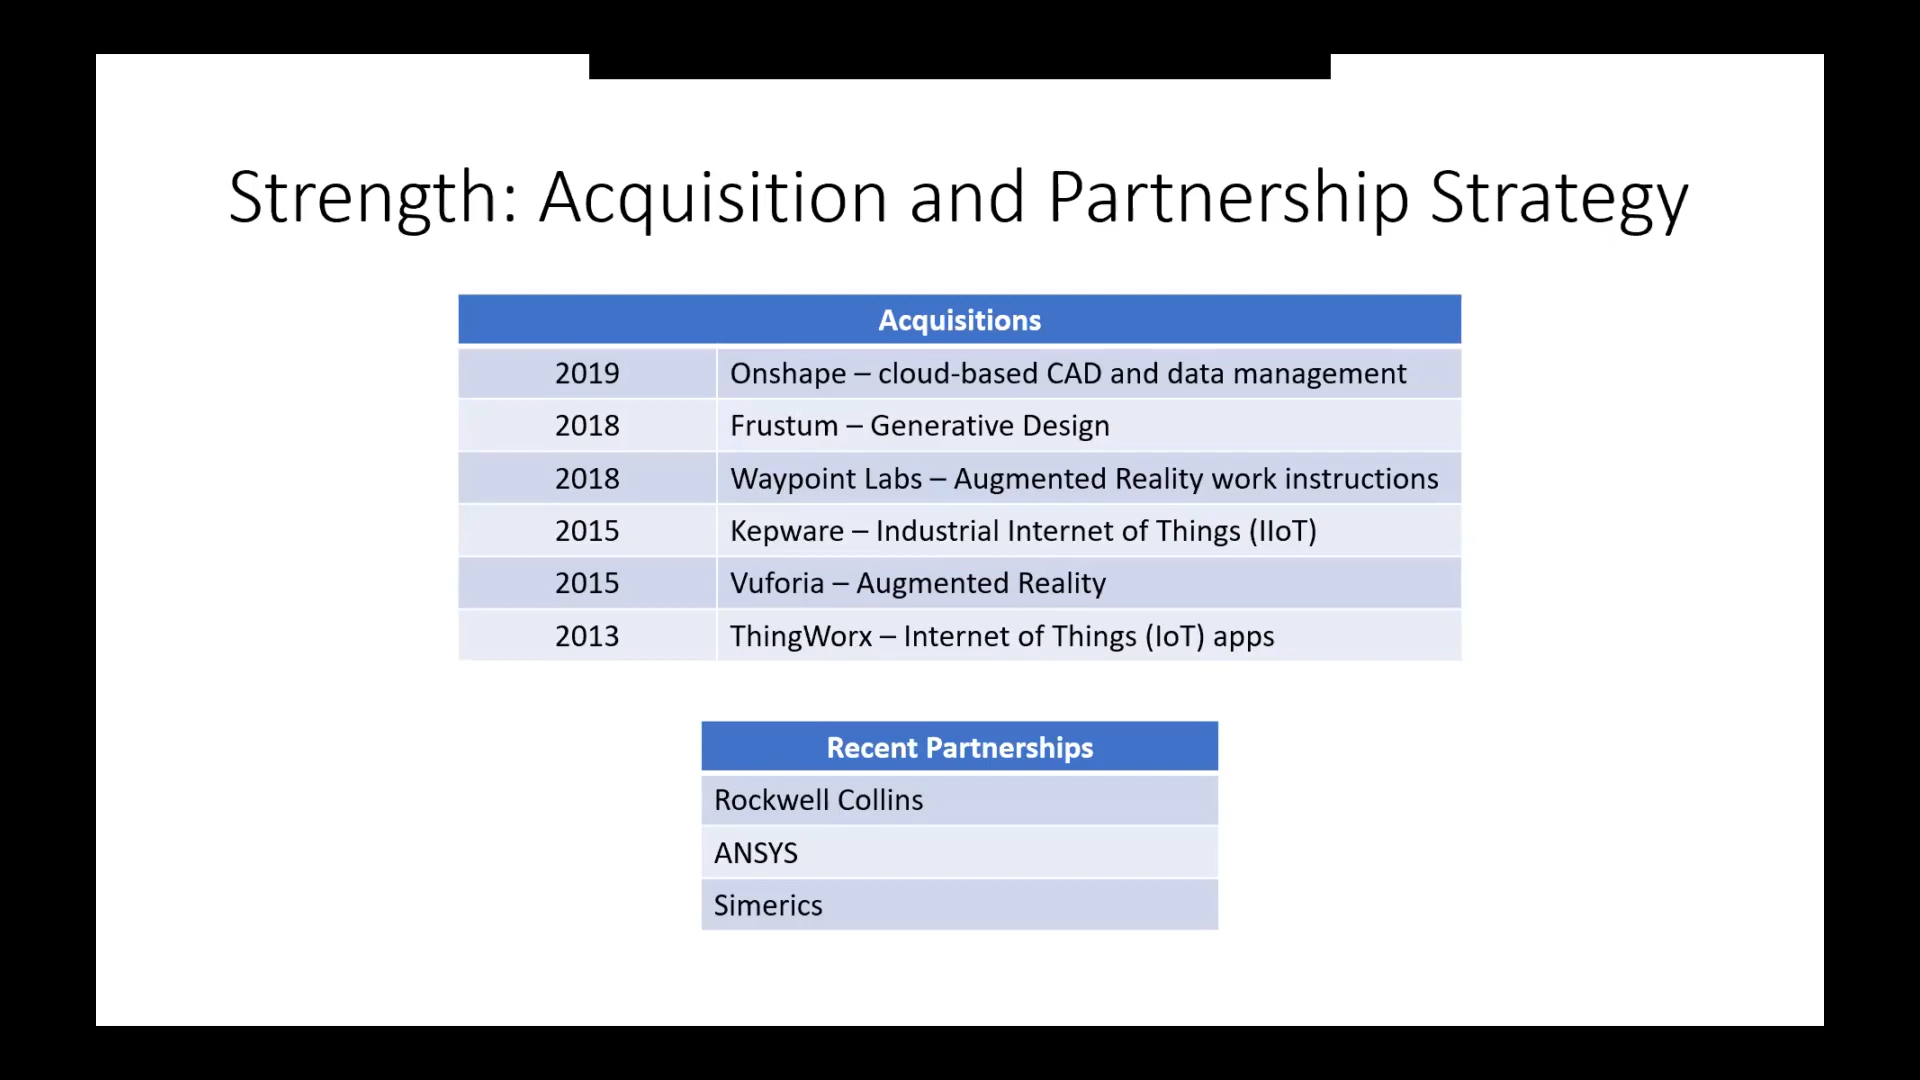 Strength: Acquisition and Partnership Strategy
Acquisitions
2019 Onshape – cloud-based CAD and data management
2018 Frustum – Generative Design
2018 Waypoint Labs – Augmented Reality work instructions
2015 Kepware – Industrial Internet of Things (IIoT)
2015 Vuforia – Augmented Reality
2013 ThingWorx – Internet of Things (IoT) apps
Recent Partnerships
Rockwell Collins
ANSYS
Simerics